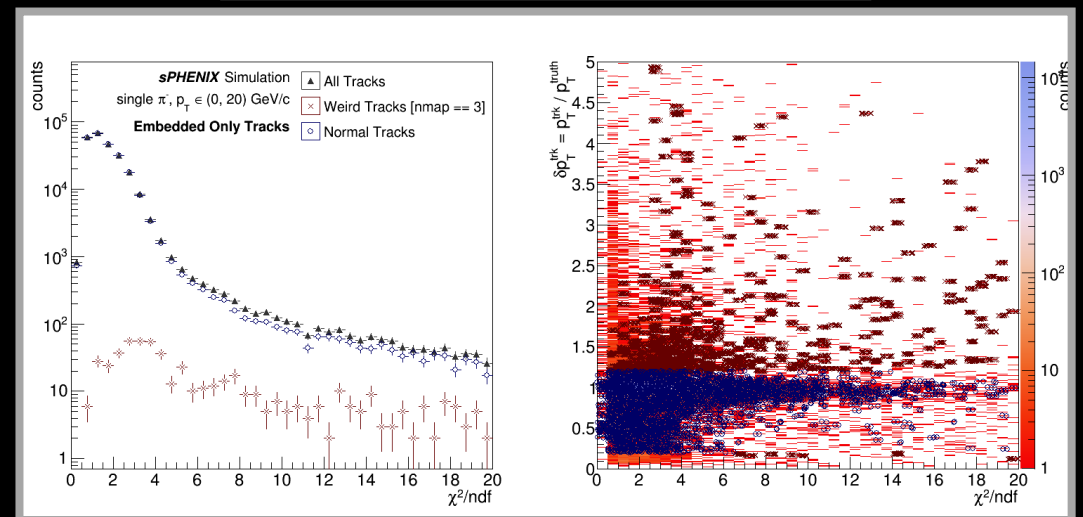 counts
sPHENIX Simulation
single π⁻, p_T ∈ (0, 20) GeV/c
Embedded Only Tracks
All Tracks
Weird Tracks [nmap == 3]
Normal Tracks
10⁵
10⁴
10³
10²
10
1
0 2 4 6 8 10 12 14 16 18 20
χ²/ndf
δp_T^trk = p_T^trk / p_T^truth
5
4.5
4
3.5
3
2.5
2
1.5
1
0.5
0
0 2 4 6 8 10 12 14 16 18 20
χ²/ndf
counts
10⁴
10³
10²
10
1